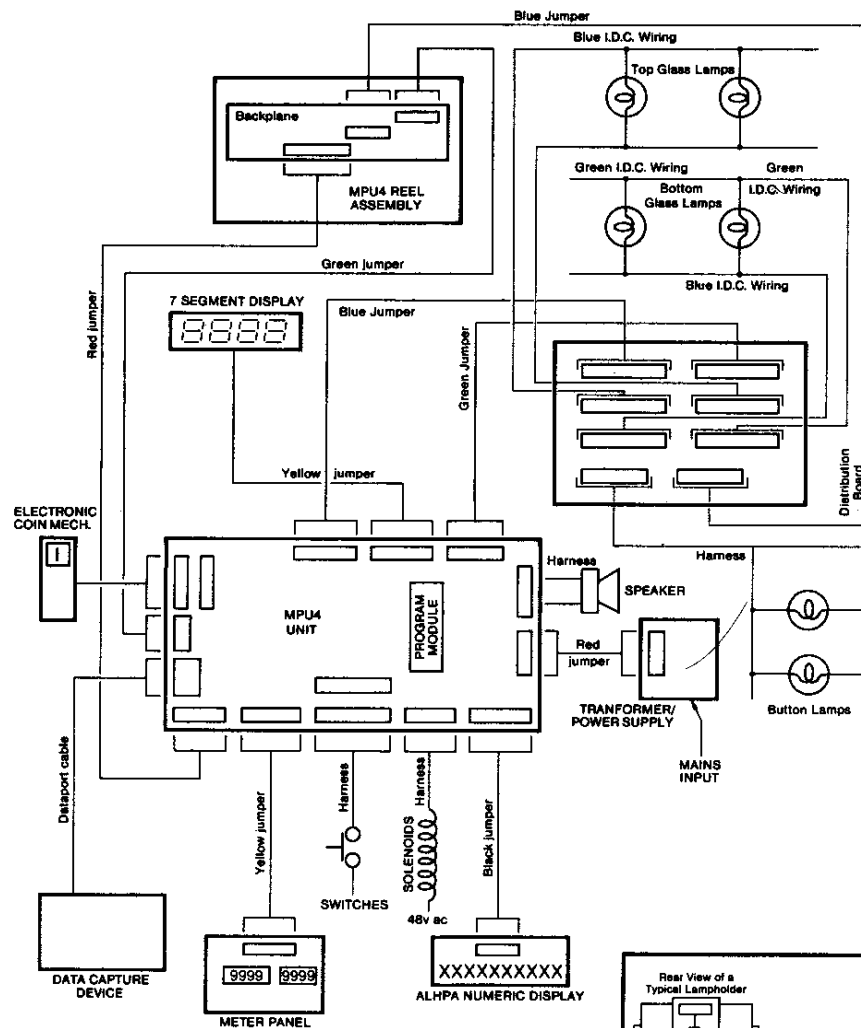 Blue Jumper
Blue I.D.C. Wiring
Top Glass Lamps
Backplane
MPU4 REEL
ASSEMBLY
Green I.D.C. Wiring
Green
I.D.C. Wiring
Bottom
Glass Lamps
Blue I.D.C. Wiring
Green jumper
Red jumper
7 SEGMENT DISPLAY
8888
Blue Jumper
Green Jumper
Yellow jumper
Distribution
Board
ELECTRONIC
COIN MECH.
MPU4
UNIT
PROGRAM
MODULE
Harness
SPEAKER
Harness
Red
jumper
TRANFORMER/
POWER SUPPLY
MAINS
INPUT
Button Lamps
Dataport cable
Yellow jumper
Harness
SWITCHES
Harness
SOLENOIDS
48v ac
Black jumper
DATA CAPTURE
DEVICE
9999 9999
METER PANEL
XXXXXXXXXX
ALHPA NUMERIC DISPLAY
Rear View of a
Typical Lampholder